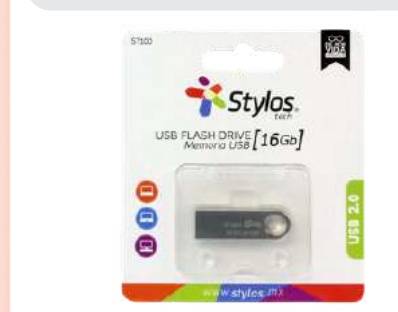 ST100
Stylos.
tech
USB FLASH DRIVE [16Gb]
Memoria USB
USB 2.0
www.stylos.mx